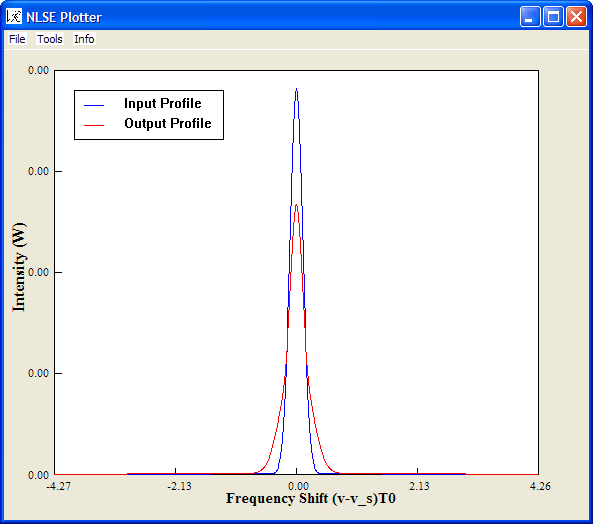 NLSE Plotter
File Tools Info
0.00
Input Profile
Output Profile
0.00
0.00
0.00
0.00
Intensity (W)
-4.27 -2.13 0.00 2.13 4.26
Frequency Shift (v-v_s)T0